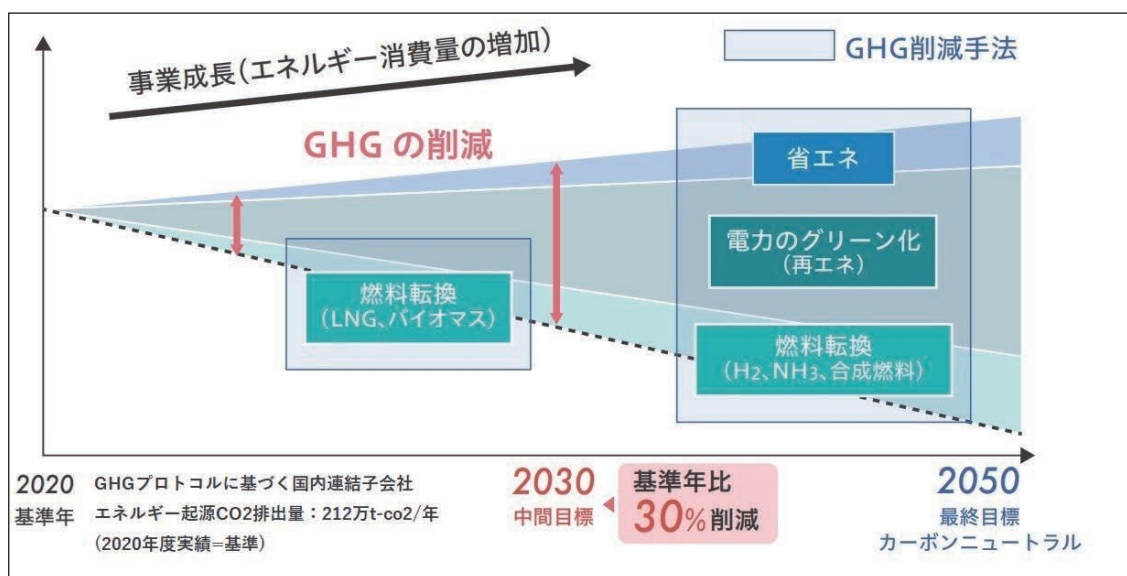 GHG削減手法
事業成長(エネルギー消費量の増加)
GHG の削減
省エネ
電力のグリーン化
(再エネ)
燃料転換
(LNG、バイオマス)
燃料転換
(H2、NH3、合成燃料)
2020
基準年
GHGプロトコルに基づく国内連結子会社
エネルギー起源CO2排出量：212万t-co2/年
(2020年度実績=基準)
2030
中間目標
基準年比
30%削減
2050
最終目標
カーボンニュートラル